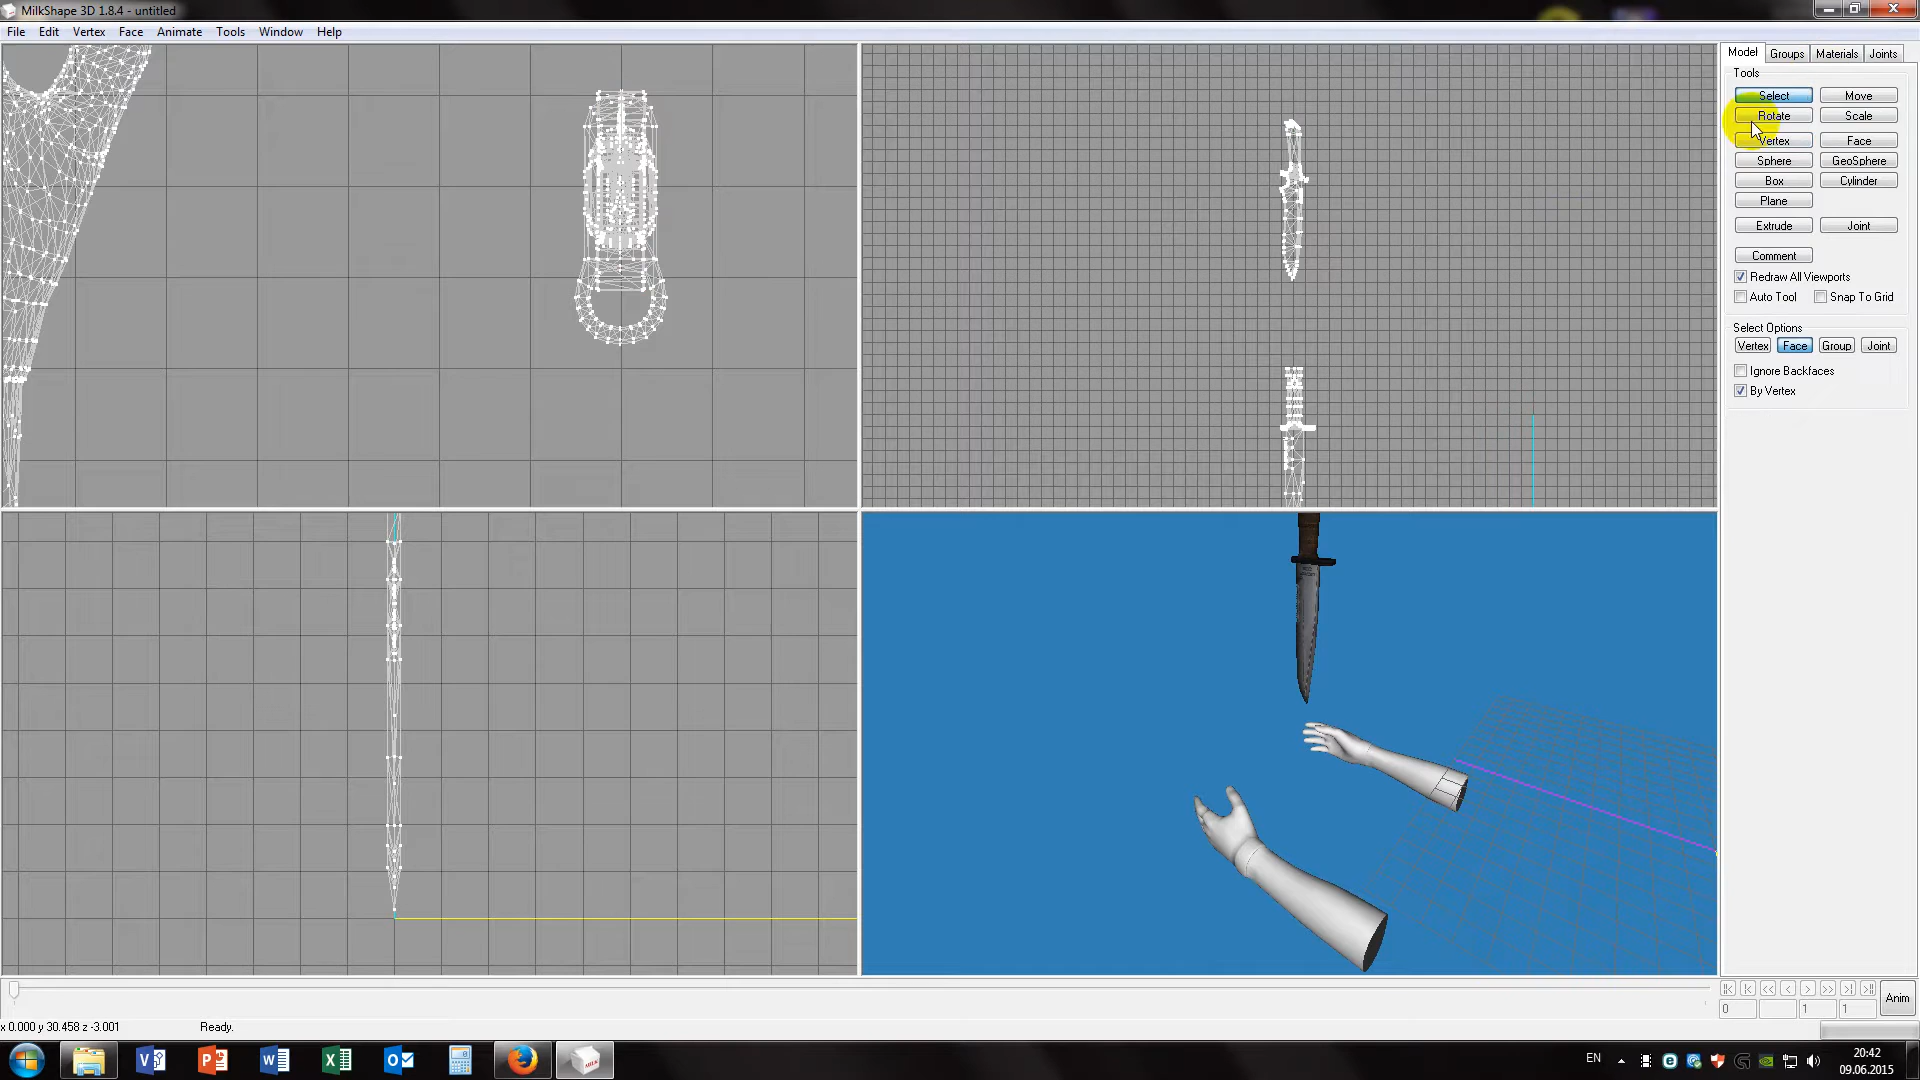 MilkShape 3D 1.8.4 - untitled
File Edit Vertex Face Animate Tools Window Help
Model Groups Materials Joints
Tools
Select Move
Rotate Scale
Vertex Face
Sphere GeoSphere
Box Cylinder
Plane
Extrude Joint
Comment
Redraw All Viewports
Auto Tool Snap To Grid
Select Options
Vertex Face Group Joint
Ignore Backfaces
By Vertex
Anim
0 1 1
x 0.000 y 30.458 z -3.001 Ready.
EN
20:42
09.06.2015